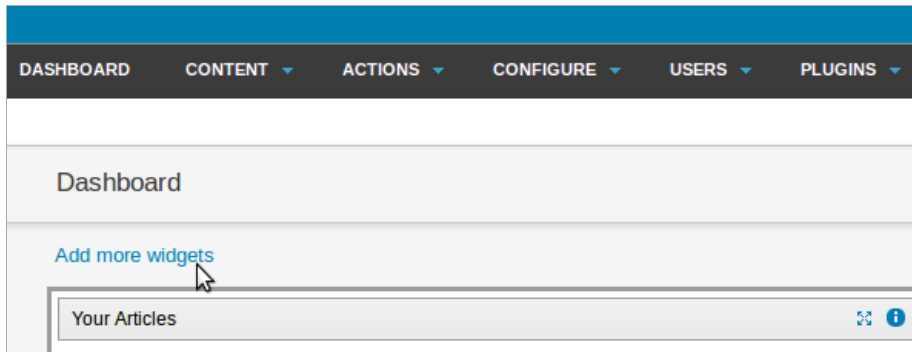 DASHBOARD CONTENT ACTIONS CONFIGURE USERS PLUGINS
Dashboard
Add more widgets
Your Articles